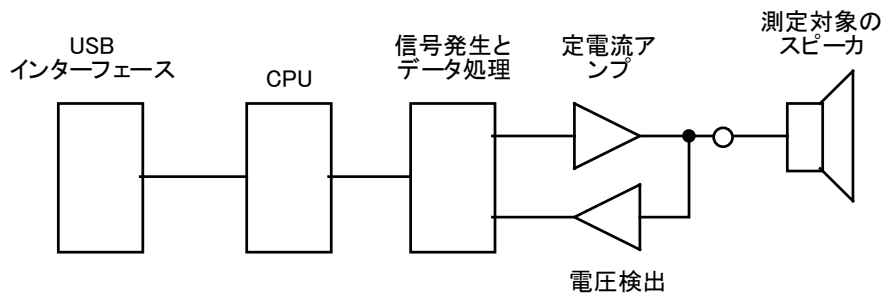 USB
インターフェース
CPU
信号発生と
データ処理
定電流ア
ンプ
測定対象の
スピーカ
電圧検出